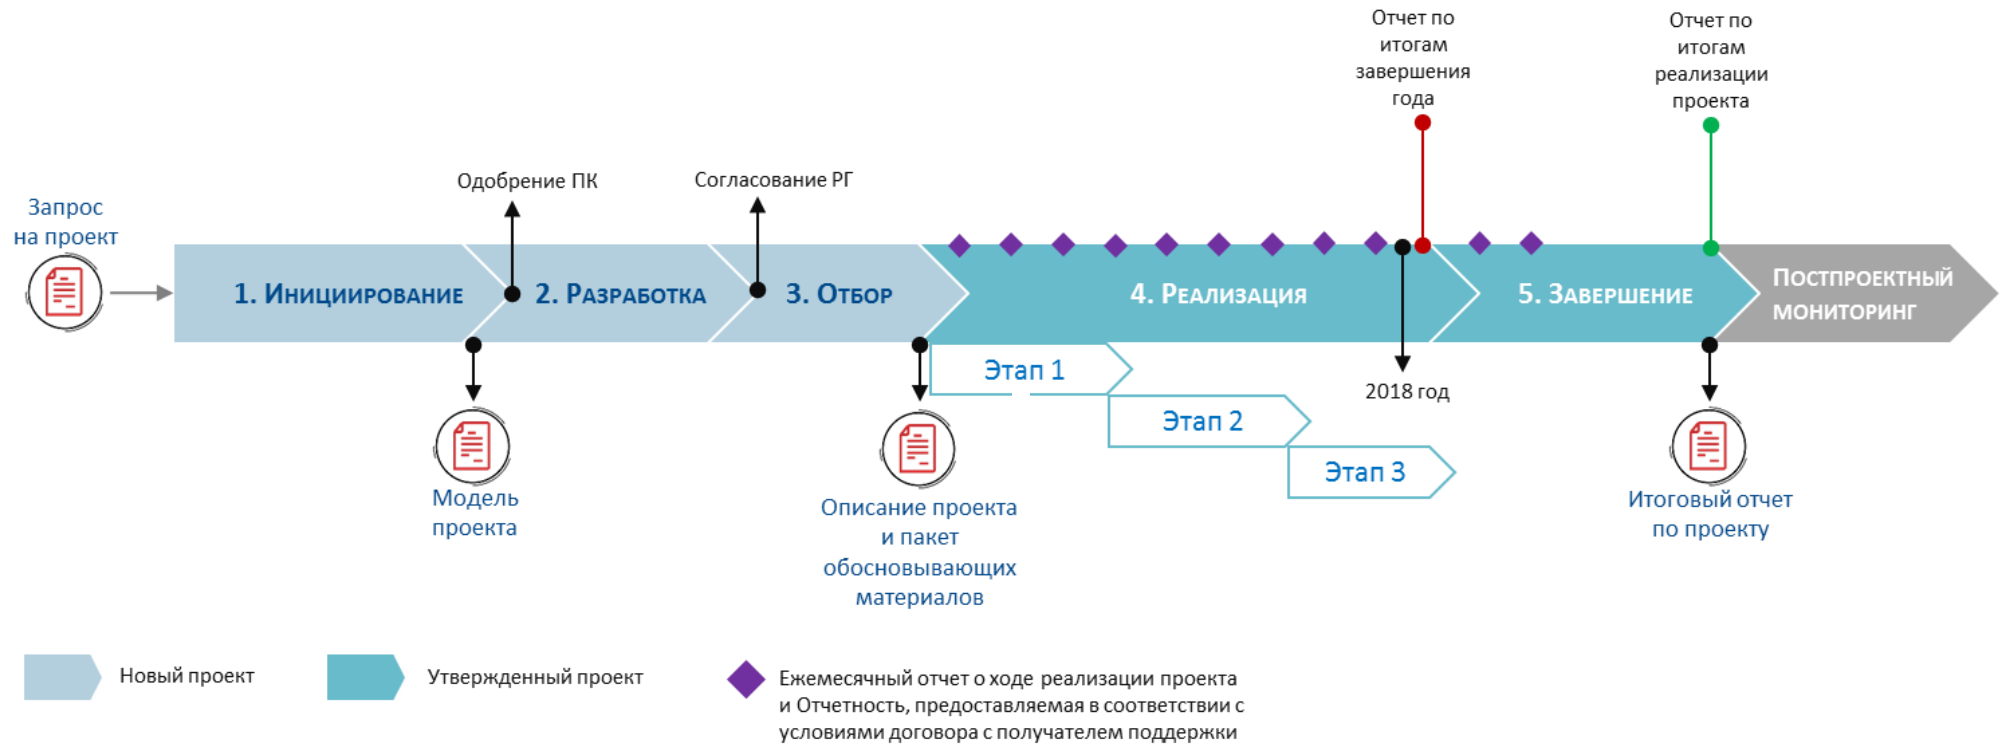 Отчет по
итогам
завершения
года
Отчет по
итогам
реализации
проекта
Одобрение ПК
Согласование РГ
Запрос
на проект
1. Инициирование
2. Разработка
3. Отбор
4. Реализация
5. Завершение
Постпроектный
мониторинг
Этап 1
Этап 2
Этап 3
2018 год
Модель
проекта
Описание проекта
и пакет
обосновывающих
материалов
Итоговый отчет
по проекту
Новый проект
Утвержденный проект
Ежемесячный отчет о ходе реализации проекта
и Отчетность, предоставляемая в соответствии с
условиями договора с получателем поддержки